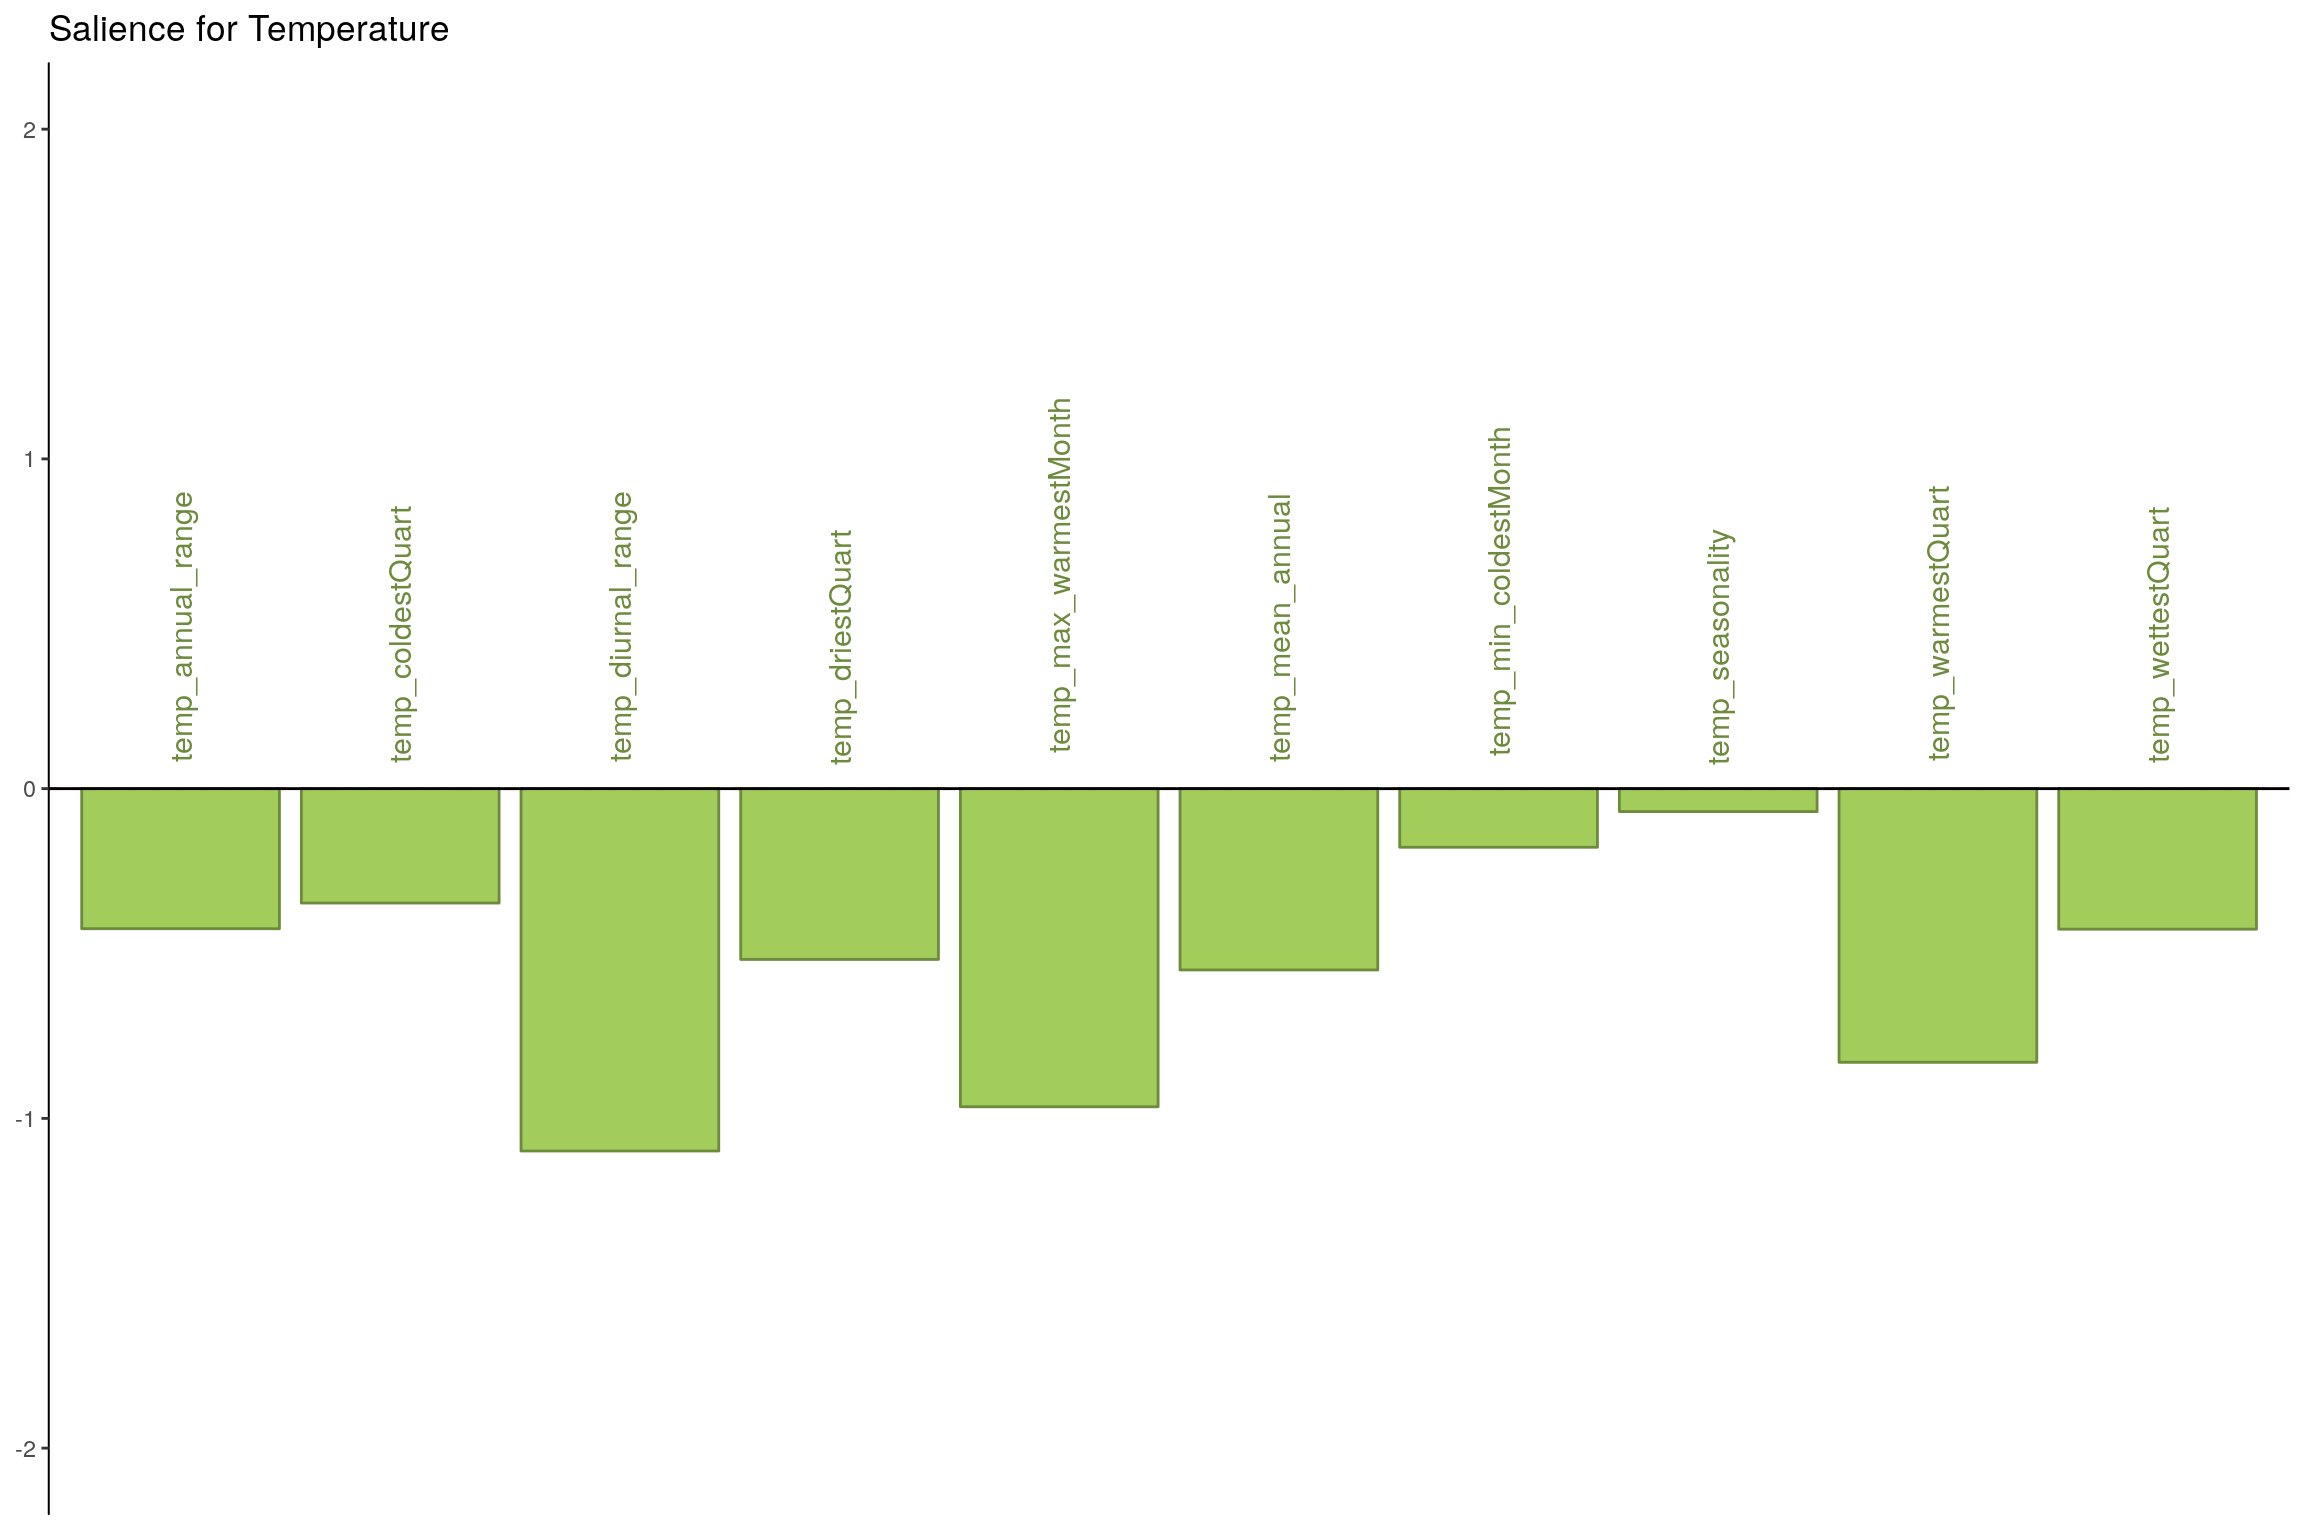 Salience for Temperature
2
1
0
-1
-2
temp_annual_range
temp_coldestQuart
temp_diurnal_range
temp_driestQuart
temp_max_warmestMonth
temp_mean_annual
temp_min_coldestMonth
temp_seasonality
temp_warmestQuart
temp_wettestQuart